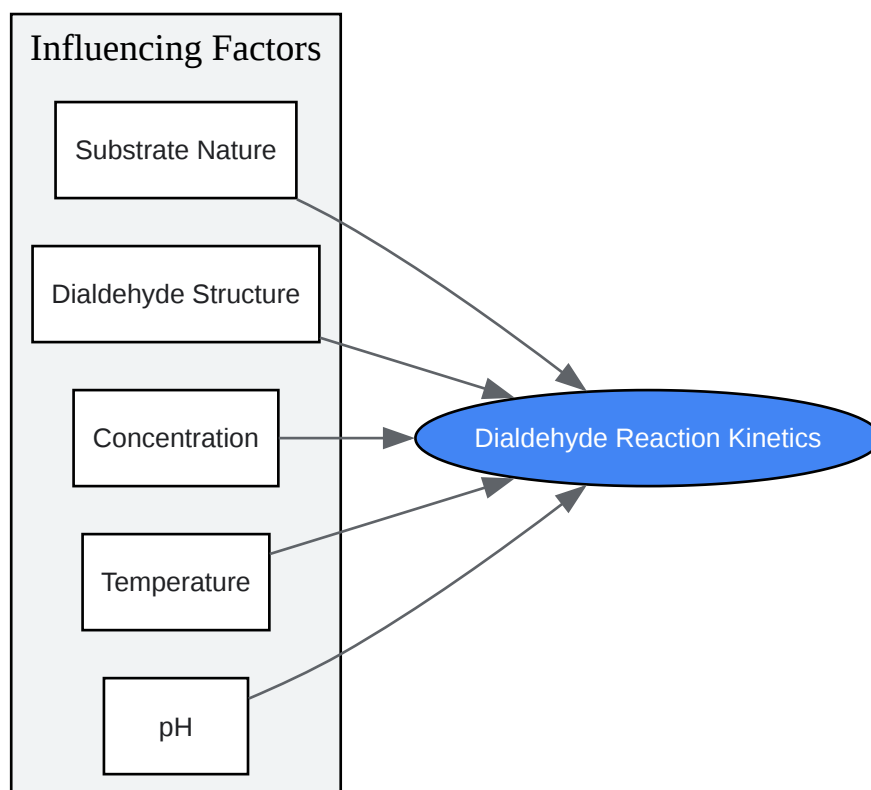 Influencing Factors
Substrate Nature
Dialdehyde Structure
Concentration
Dialdehyde Reaction Kinetics
Temperature
pH